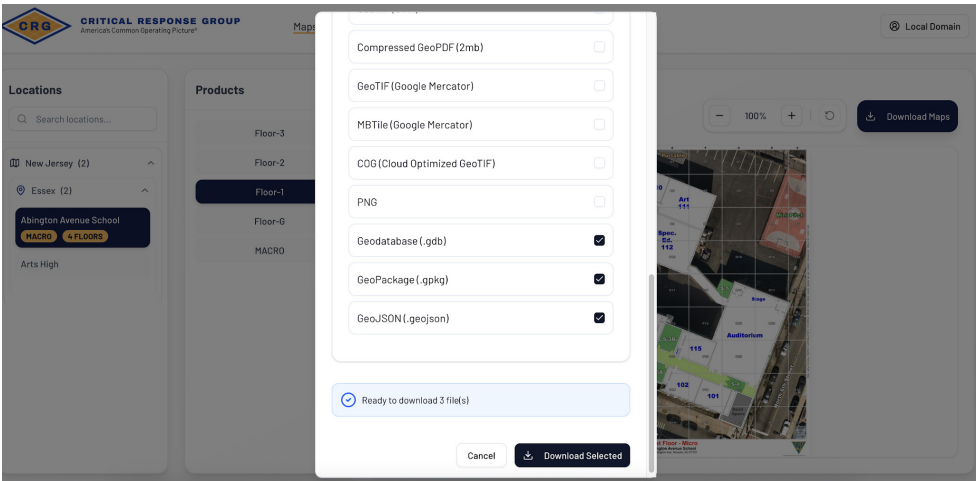 CRG
CRITICAL RESPONSE GROUP
America's Common Operating Picture®
Maps
Local Domain
Locations
Search locations...
New Jersey (2)
Essex (2)
Abington Avenue School
MACRO
4 FLOORS
Arts High
Products
Floor-3
Floor-2
Floor-1
Floor-G
MACRO
Compressed GeoPDF (2mb)
GeoTIF (Google Mercator)
MBTile (Google Mercator)
COG (Cloud Optimized GeoTIF)
PNG
Geodatabase (.gdb)
GeoPackage (.gpkg)
GeoJSON (.geojson)
Ready to download 3 file(s)
Cancel
Download Selected
100%
Download Maps
Portable
Art
111
Spec.
Ed.
112
Stage
Auditorium
115
102
101